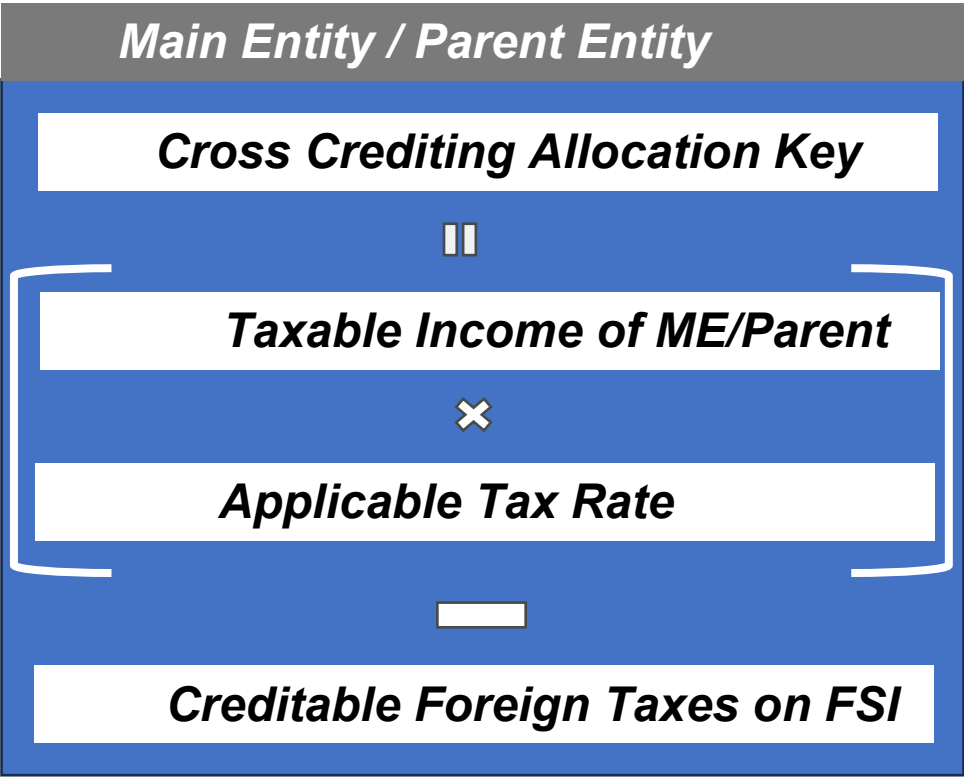 Main Entity / Parent Entity
Cross Crediting Allocation Key
=
Taxable Income of ME/Parent
×
Applicable Tax Rate
-
Creditable Foreign Taxes on FSI